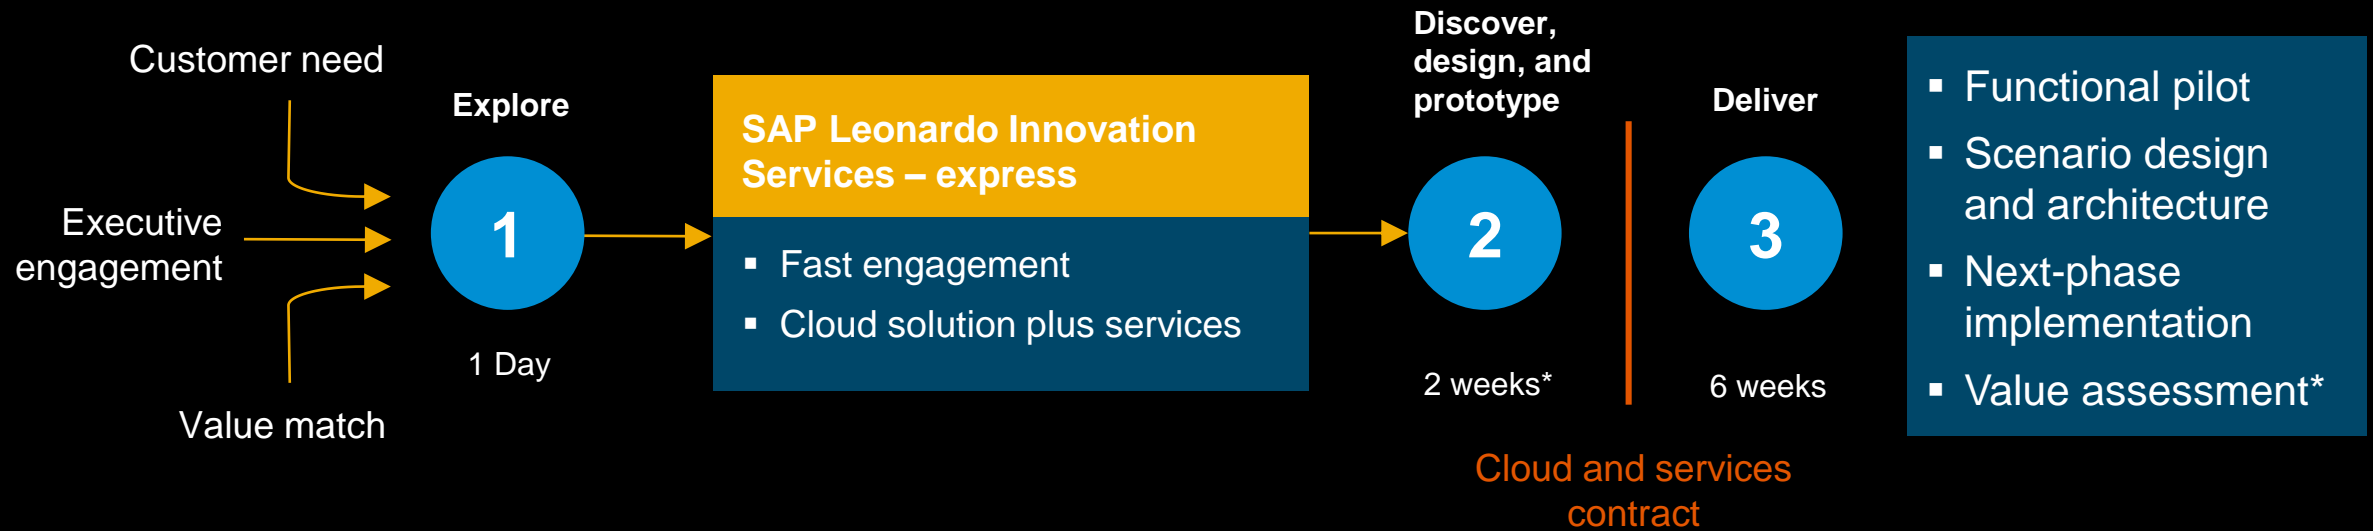 Customer need
Executive
engagement
Value match
Explore
1
1 Day
SAP Leonardo Innovation
Services – express
▪ Fast engagement
▪ Cloud solution plus services
Discover,
design, and
prototype
2
2 weeks*
Deliver
3
6 weeks
Cloud and services
contract
▪ Functional pilot
▪ Scenario design
and architecture
▪ Next-phase
implementation
▪ Value assessment*